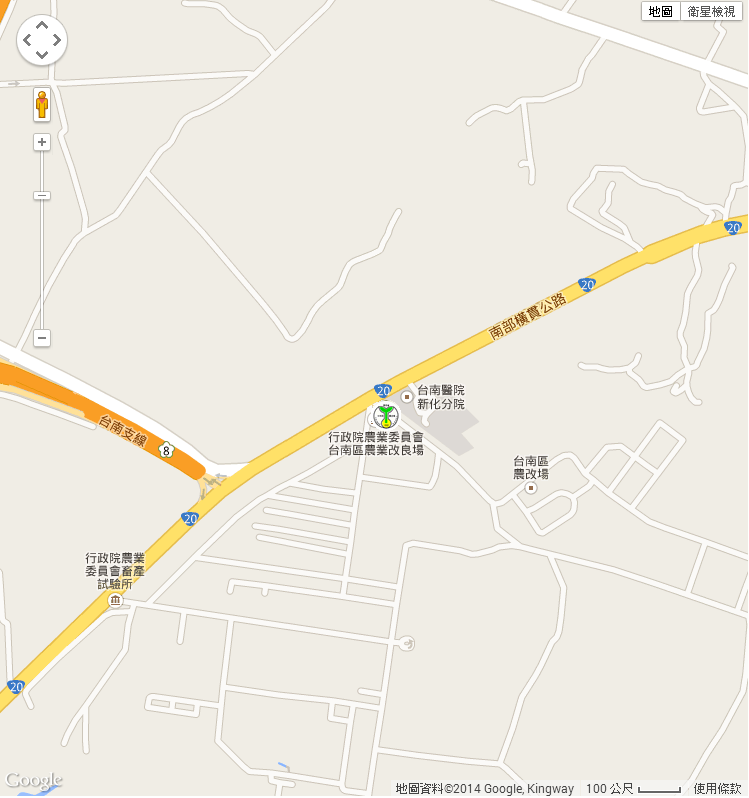 地圖
衛星檢視
20
20
南部橫貫公路
20
台南醫院
新化分院
台南支線
8
行政院農業委員會
台南區農業改良場
台南區
農改場
20
行政院農業
委員會畜產
試驗所
20
Google
地圖資料©2014 Google, Kingway
100 公尺
使用條款